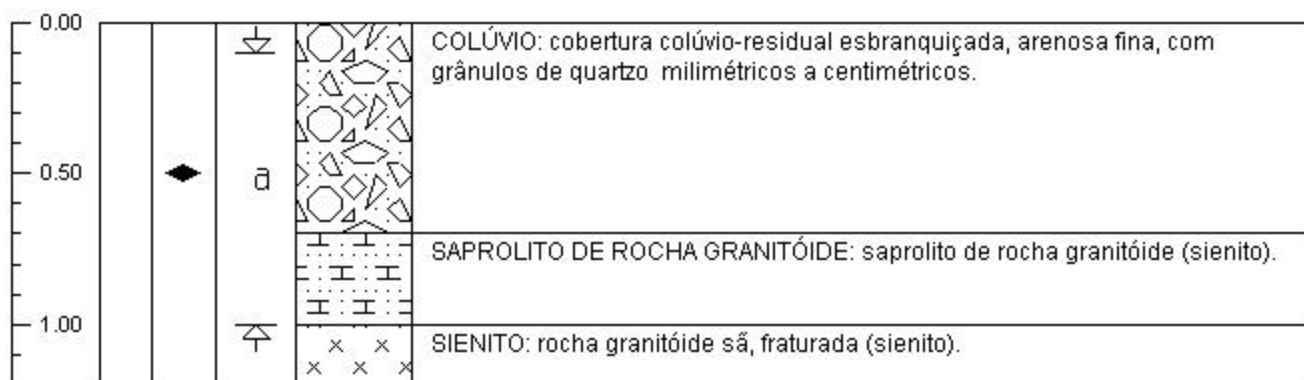 0.00
COLÚVIO: cobertura colúvio-residual esbranquiçada, arenosa fina, com
grânulos de quartzo milimétricos a centimétricos.
0.50
a
SAPROLITO DE ROCHA GRANITÓIDE: saprolito de rocha granitóide (sienito).
1.00
SIENITO: rocha granitóide sã, fraturada (sienito).